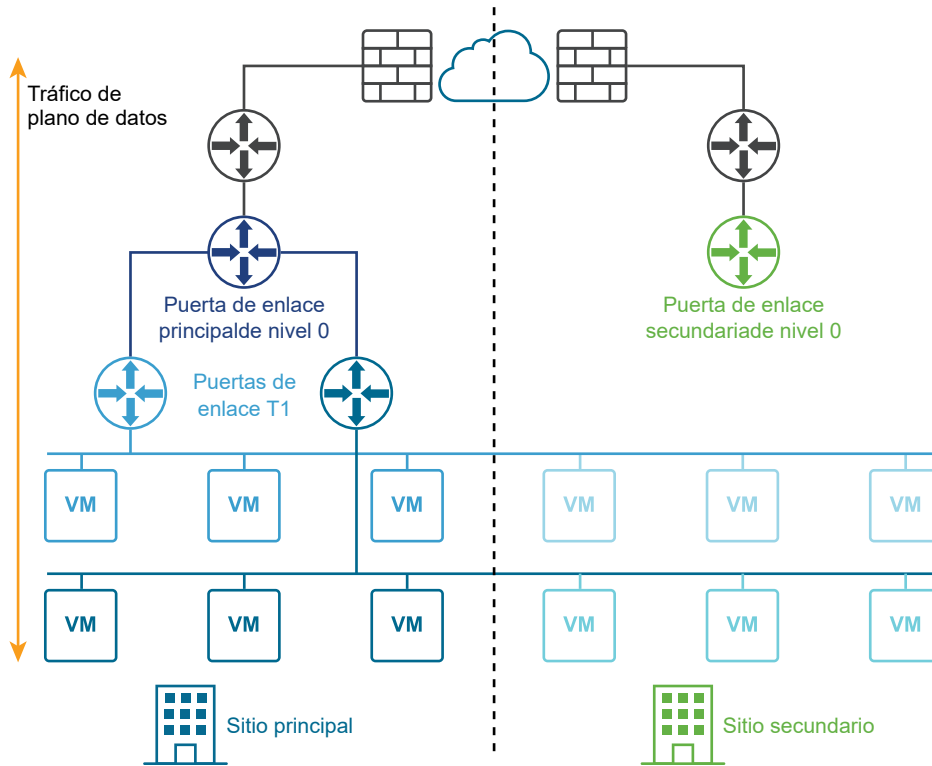 Tráfico de
plano de datos
Puerta de enlace
principalde nivel 0
Puerta de enlace
secundariade nivel 0
Puertas de
enlace T1
VM
VM
VM
VM
VM
VM
VM
VM
VM
VM
VM
VM
Sitio principal
Sitio secundario